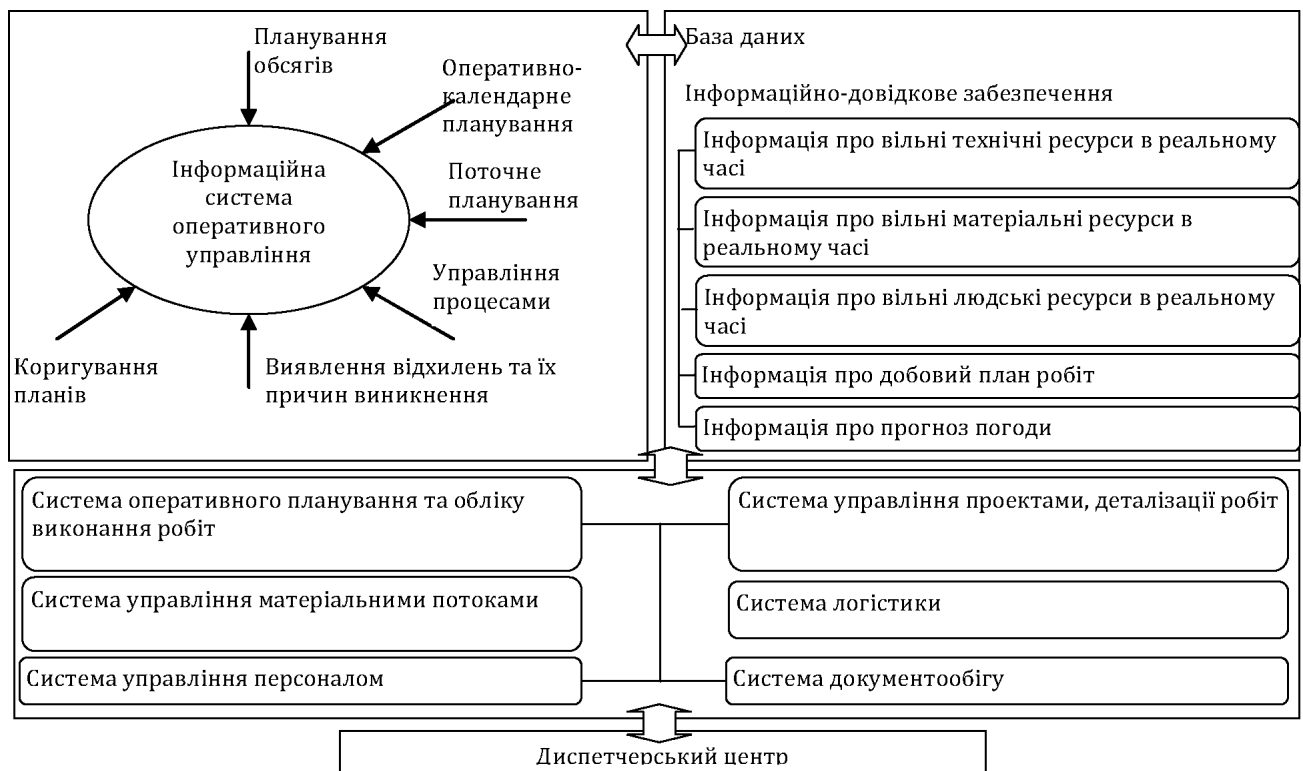 Планування
обсягів
Оперативно-
календарне
планування
Інформаційна
система
оперативного
управління
Поточне
планування
Управління
процесами
Коригування
планів
Виявлення відхилень та їх
причин виникнення
База даних
Інформаційно-довідкове забезпечення
Інформація про вільні технічні ресурси в реальному
часі
Інформація про вільні матеріальні ресурси в
реальному часі
Інформація про вільні людські ресурси в реальному
часі
Інформація про добовий план робіт
Інформація про прогноз погоди
Система оперативного планування та обліку
виконання робіт
Система управління проектами, деталізації робіт
Система управління матеріальними потоками
Система логістики
Система управління персоналом
Система документообігу
Диспетчерський центр